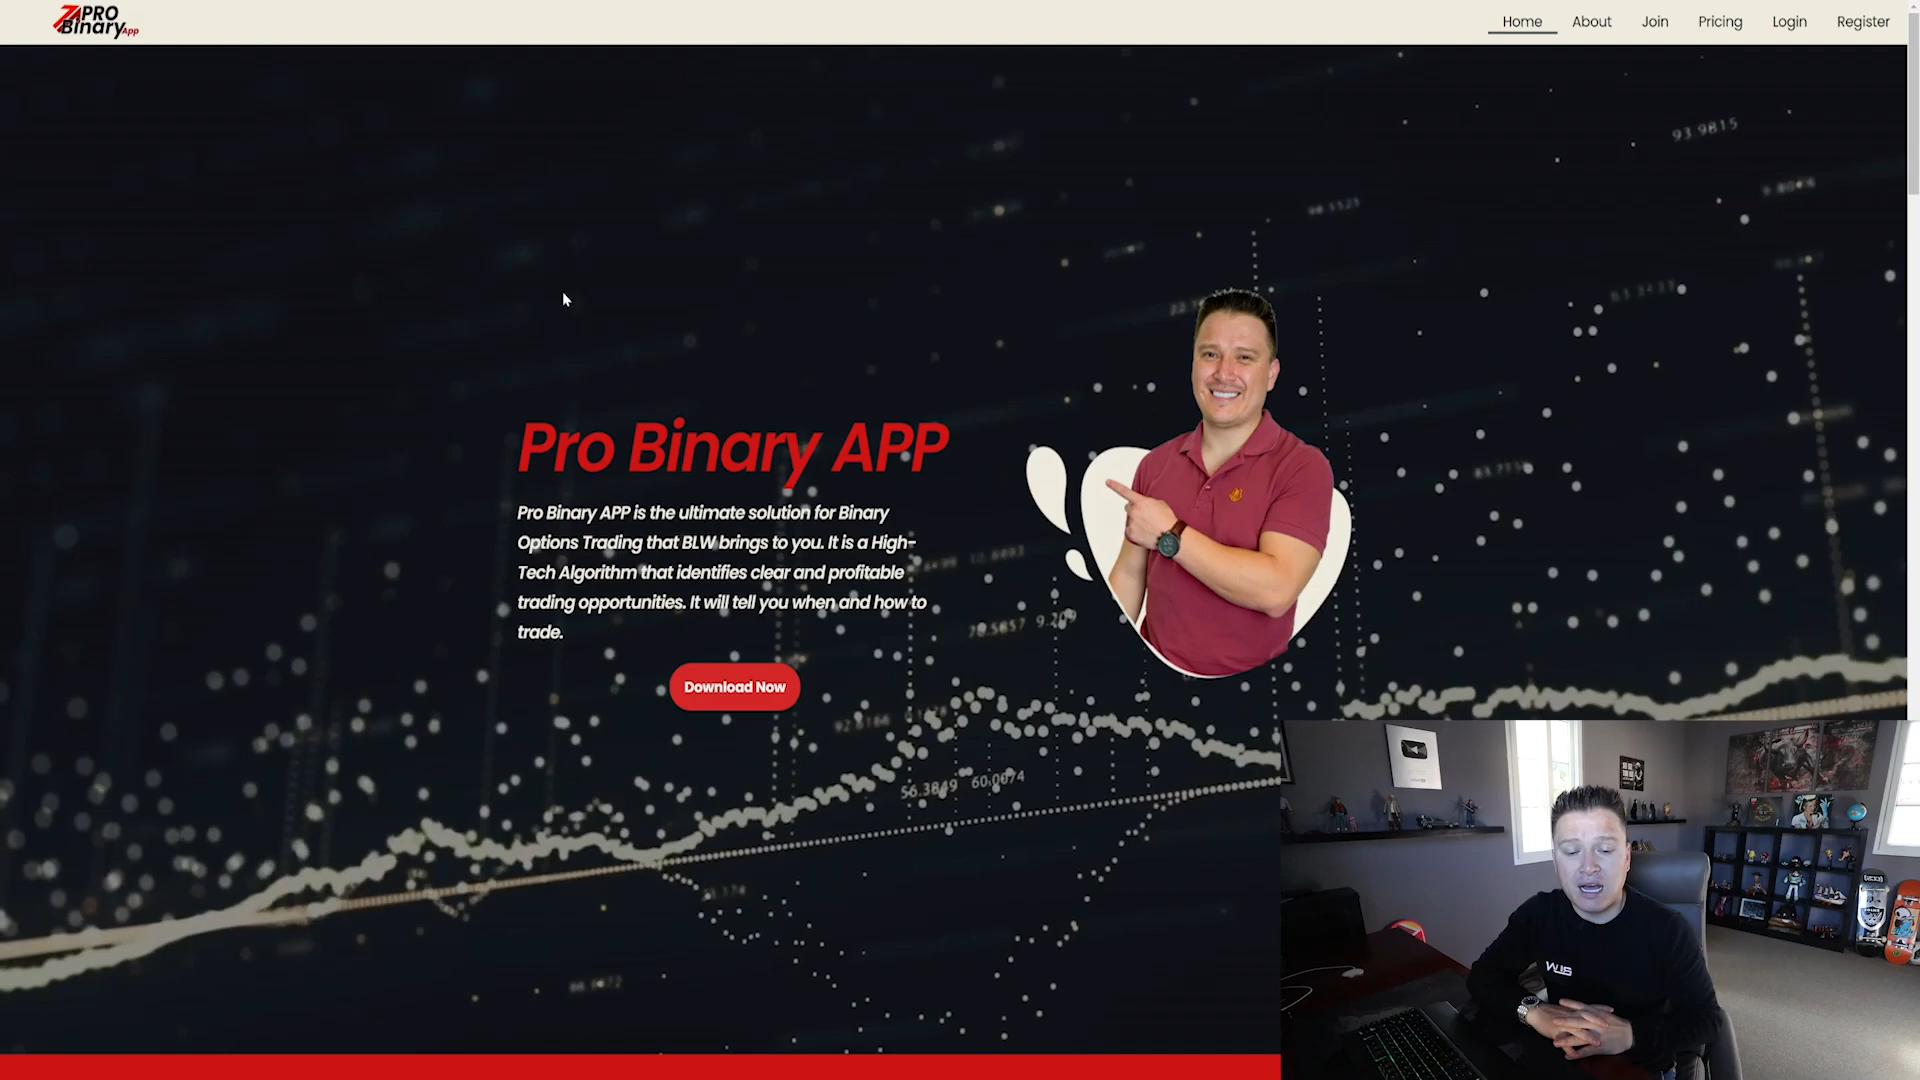 PRO
Binary App
Home
About
Join
Pricing
Login
Register
93.9815
Pro Binary APP
Pro Binary APP is the ultimate solution for Binary
Options Trading that BLW brings to you. It is a High-
Tech Algorithm that identifies clear and profitable
trading opportunities. It will tell you when and how to
trade.
Download Now
56.3849 60.0074